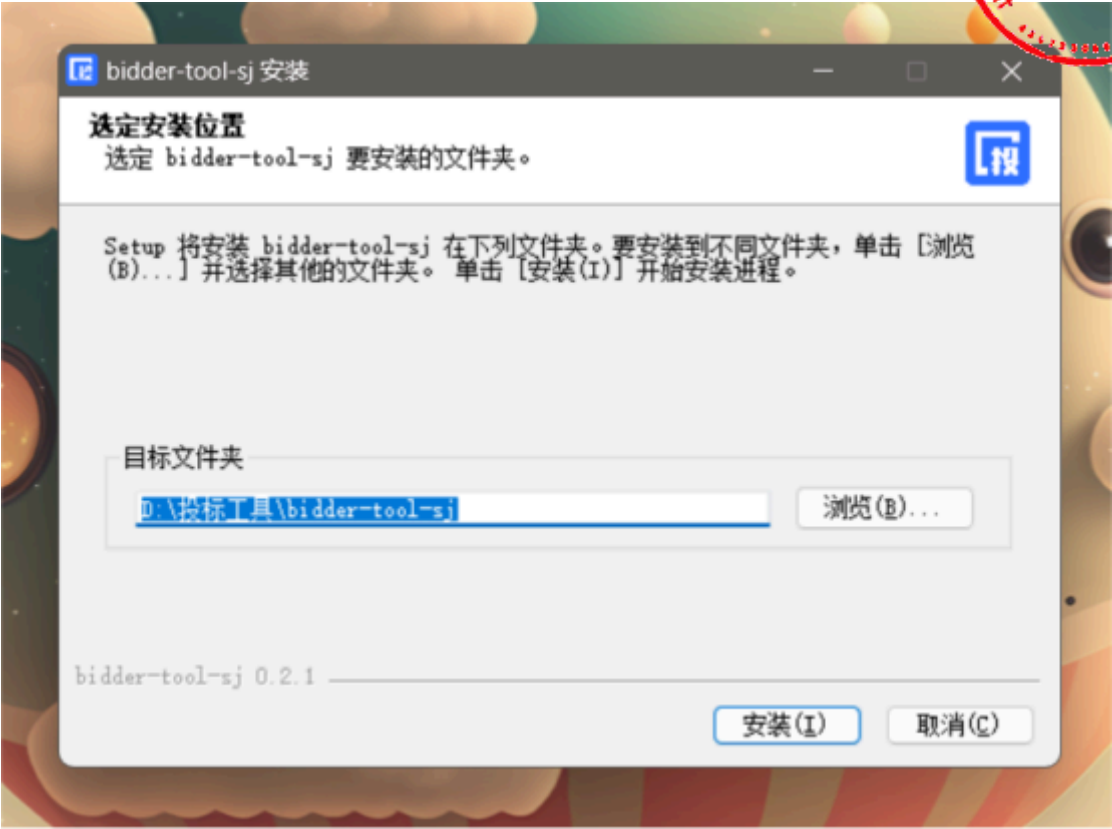 bidder-tool-sj 安装
选定安装位置
选定 bidder-tool-sj 要安装的文件夹。
投
Setup 将安装 bidder-tool-sj 在下列文件夹。要安装到不同文件夹，单击 [浏览
(B)...] 并选择其他的文件夹。 单击 [安装(I)] 开始安装进程。
目标文件夹
D:\投标工具\bidder-tool-sj
浏览(B)...
bidder-tool-sj 0.2.1
安装(I)
取消(C)